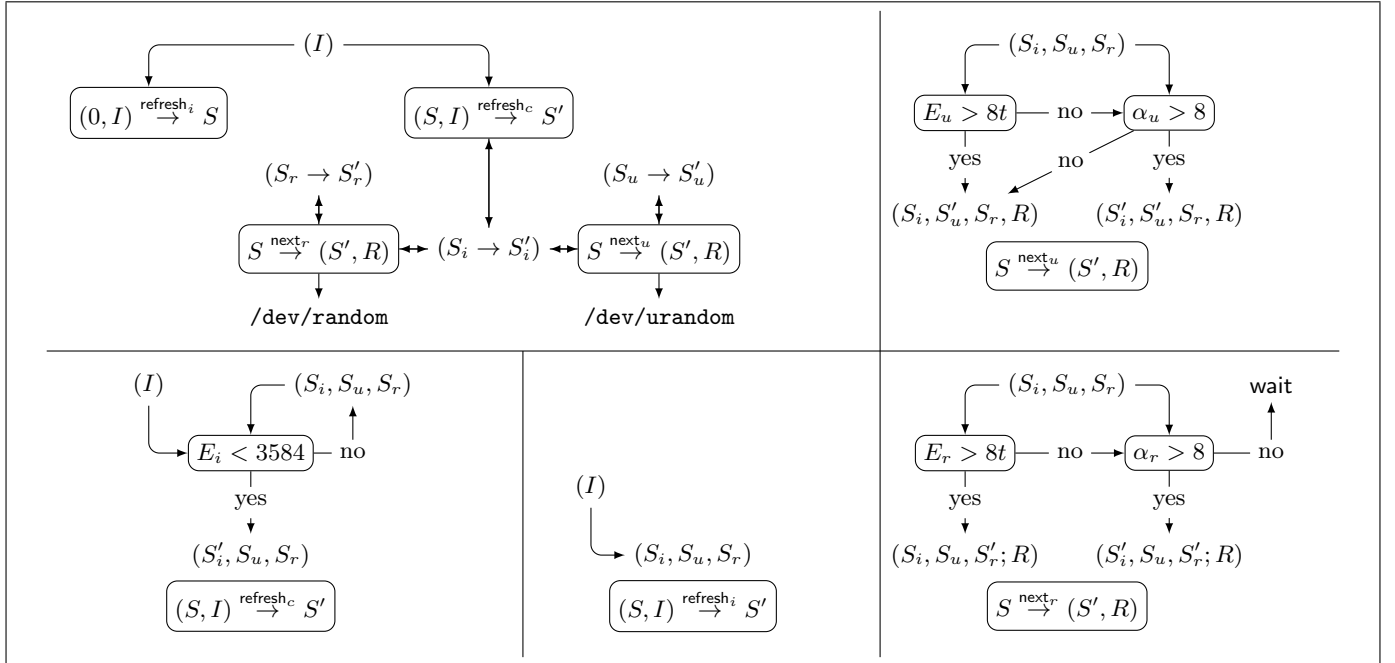 (I)
(0, I) refresh_i → S
(S, I) refresh_c → S′
(S_r → S′_r)
(S_u → S′_u)
S next_r → (S′, R)
(S_i → S′_i)
S next_u → (S′, R)
/dev/random
/dev/urandom
(S_i, S_u, S_r)
E_u > 8t
no
α_u > 8
yes
no
yes
(S_i, S′_u, S_r, R)
(S′_i, S′_u, S_r, R)
S next_u → (S′, R)
(I)
(S_i, S_u, S_r)
E_i < 3584
no
yes
(S′_i, S_u, S_r)
(S, I) refresh_c → S′
(I)
(S_i, S_u, S_r)
(S, I) refresh_i → S′
(S_i, S_u, S_r)
wait
E_r > 8t
no
α_r > 8
no
yes
yes
(S_i, S_u, S′_r; R)
(S′_i, S_u, S′_r; R)
S next_r → (S′, R)